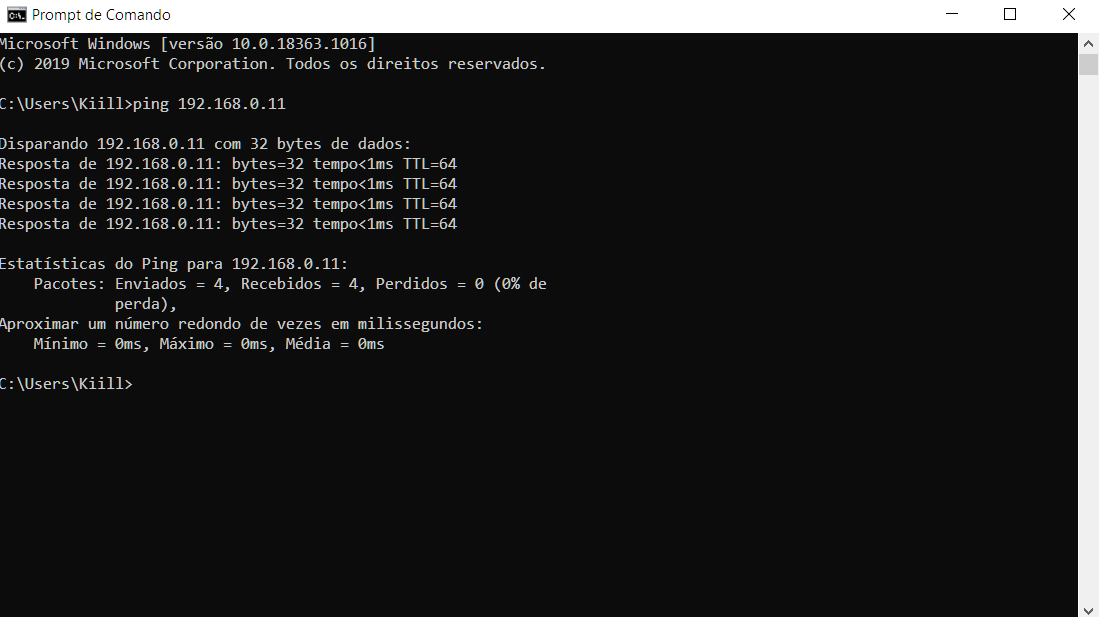 Prompt de Comando
Microsoft Windows [versão 10.0.18363.1016]
(c) 2019 Microsoft Corporation. Todos os direitos reservados.
C:\Users\Kiill>ping 192.168.0.11
Disparando 192.168.0.11 com 32 bytes de dados:
Resposta de 192.168.0.11: bytes=32 tempo<1ms TTL=64
Resposta de 192.168.0.11: bytes=32 tempo<1ms TTL=64
Resposta de 192.168.0.11: bytes=32 tempo<1ms TTL=64
Resposta de 192.168.0.11: bytes=32 tempo<1ms TTL=64
Estatísticas do Ping para 192.168.0.11:
Pacotes: Enviados = 4, Recebidos = 4, Perdidos = 0 (0% de
perda),
Aproximar um número redondo de vezes em milissegundos:
Mínimo = 0ms, Máximo = 0ms, Média = 0ms
C:\Users\Kiill>